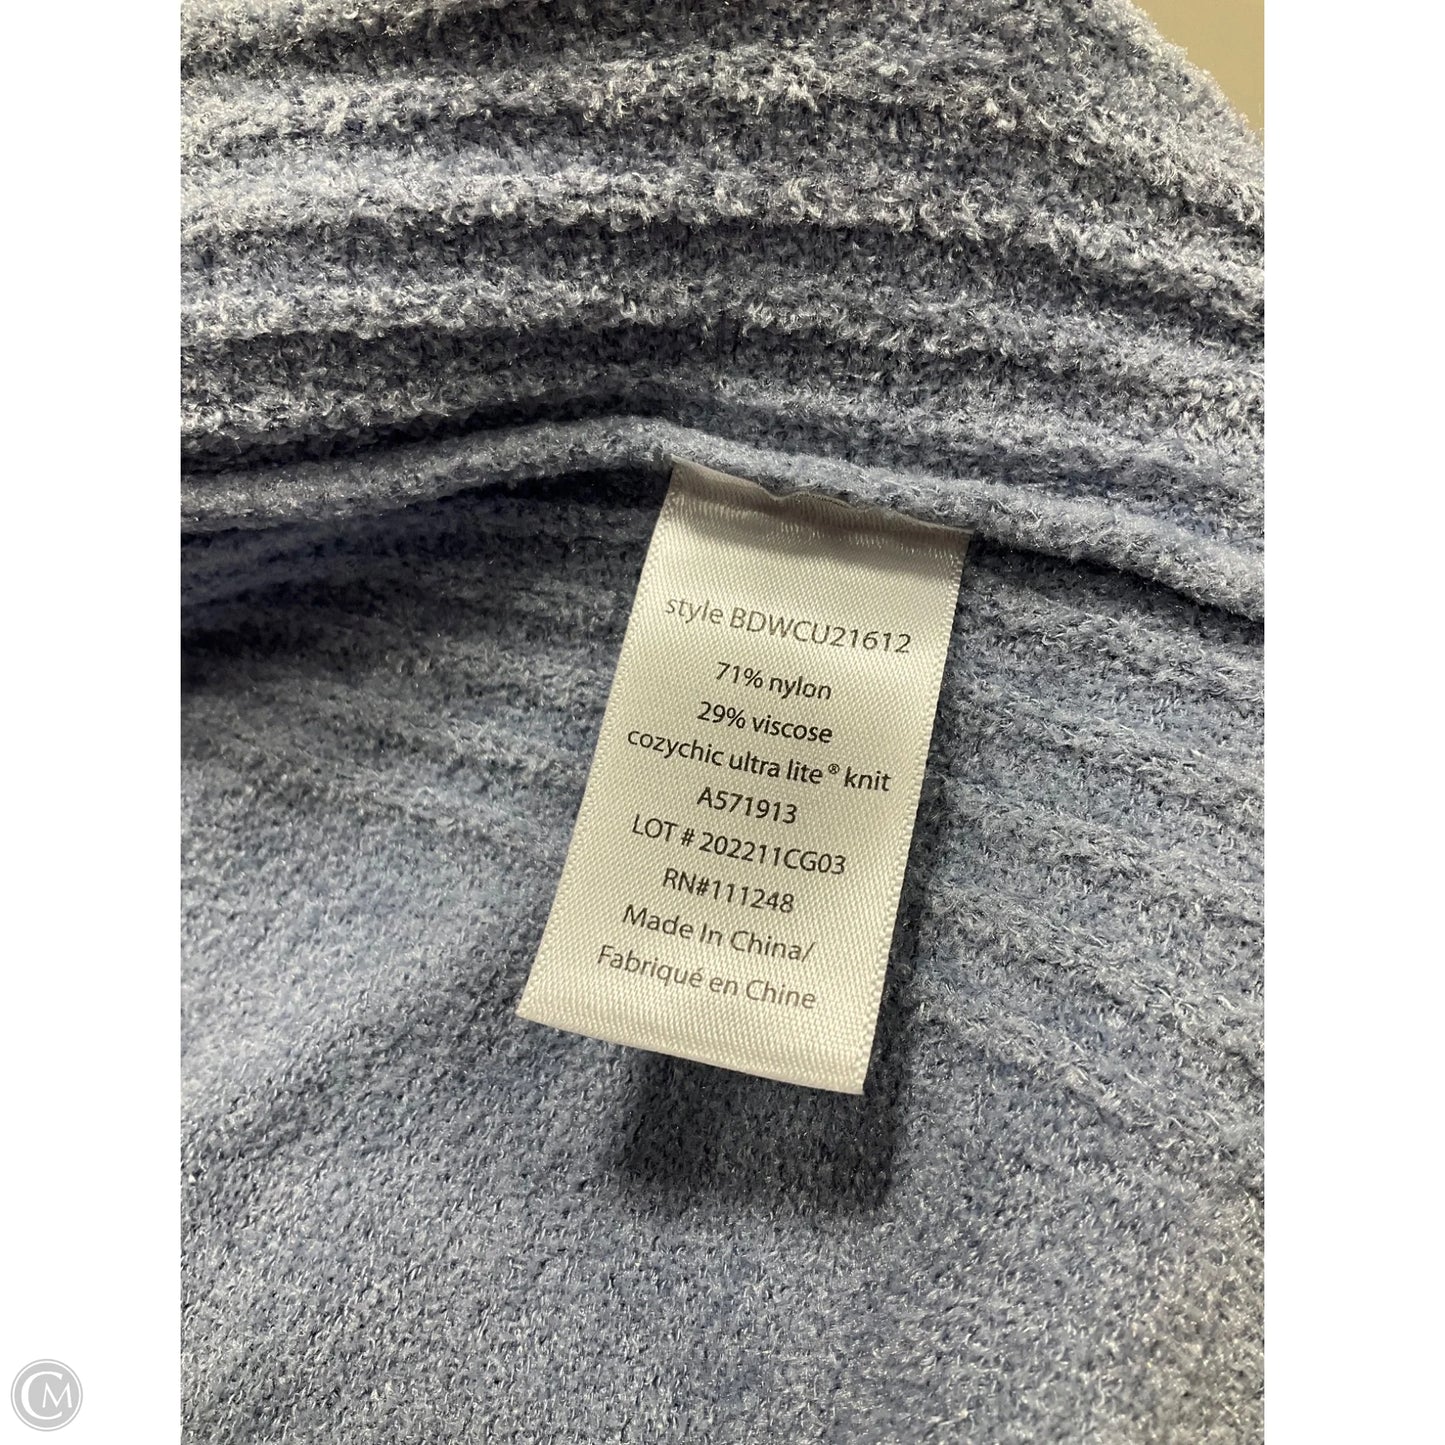 style BDWCU21612
71% nylon
29% viscose
cozychic ultra lite® knit
A571913
LOT # 202211CG03
RN#111248
Made In China/
Fabriqué en Chine
CM